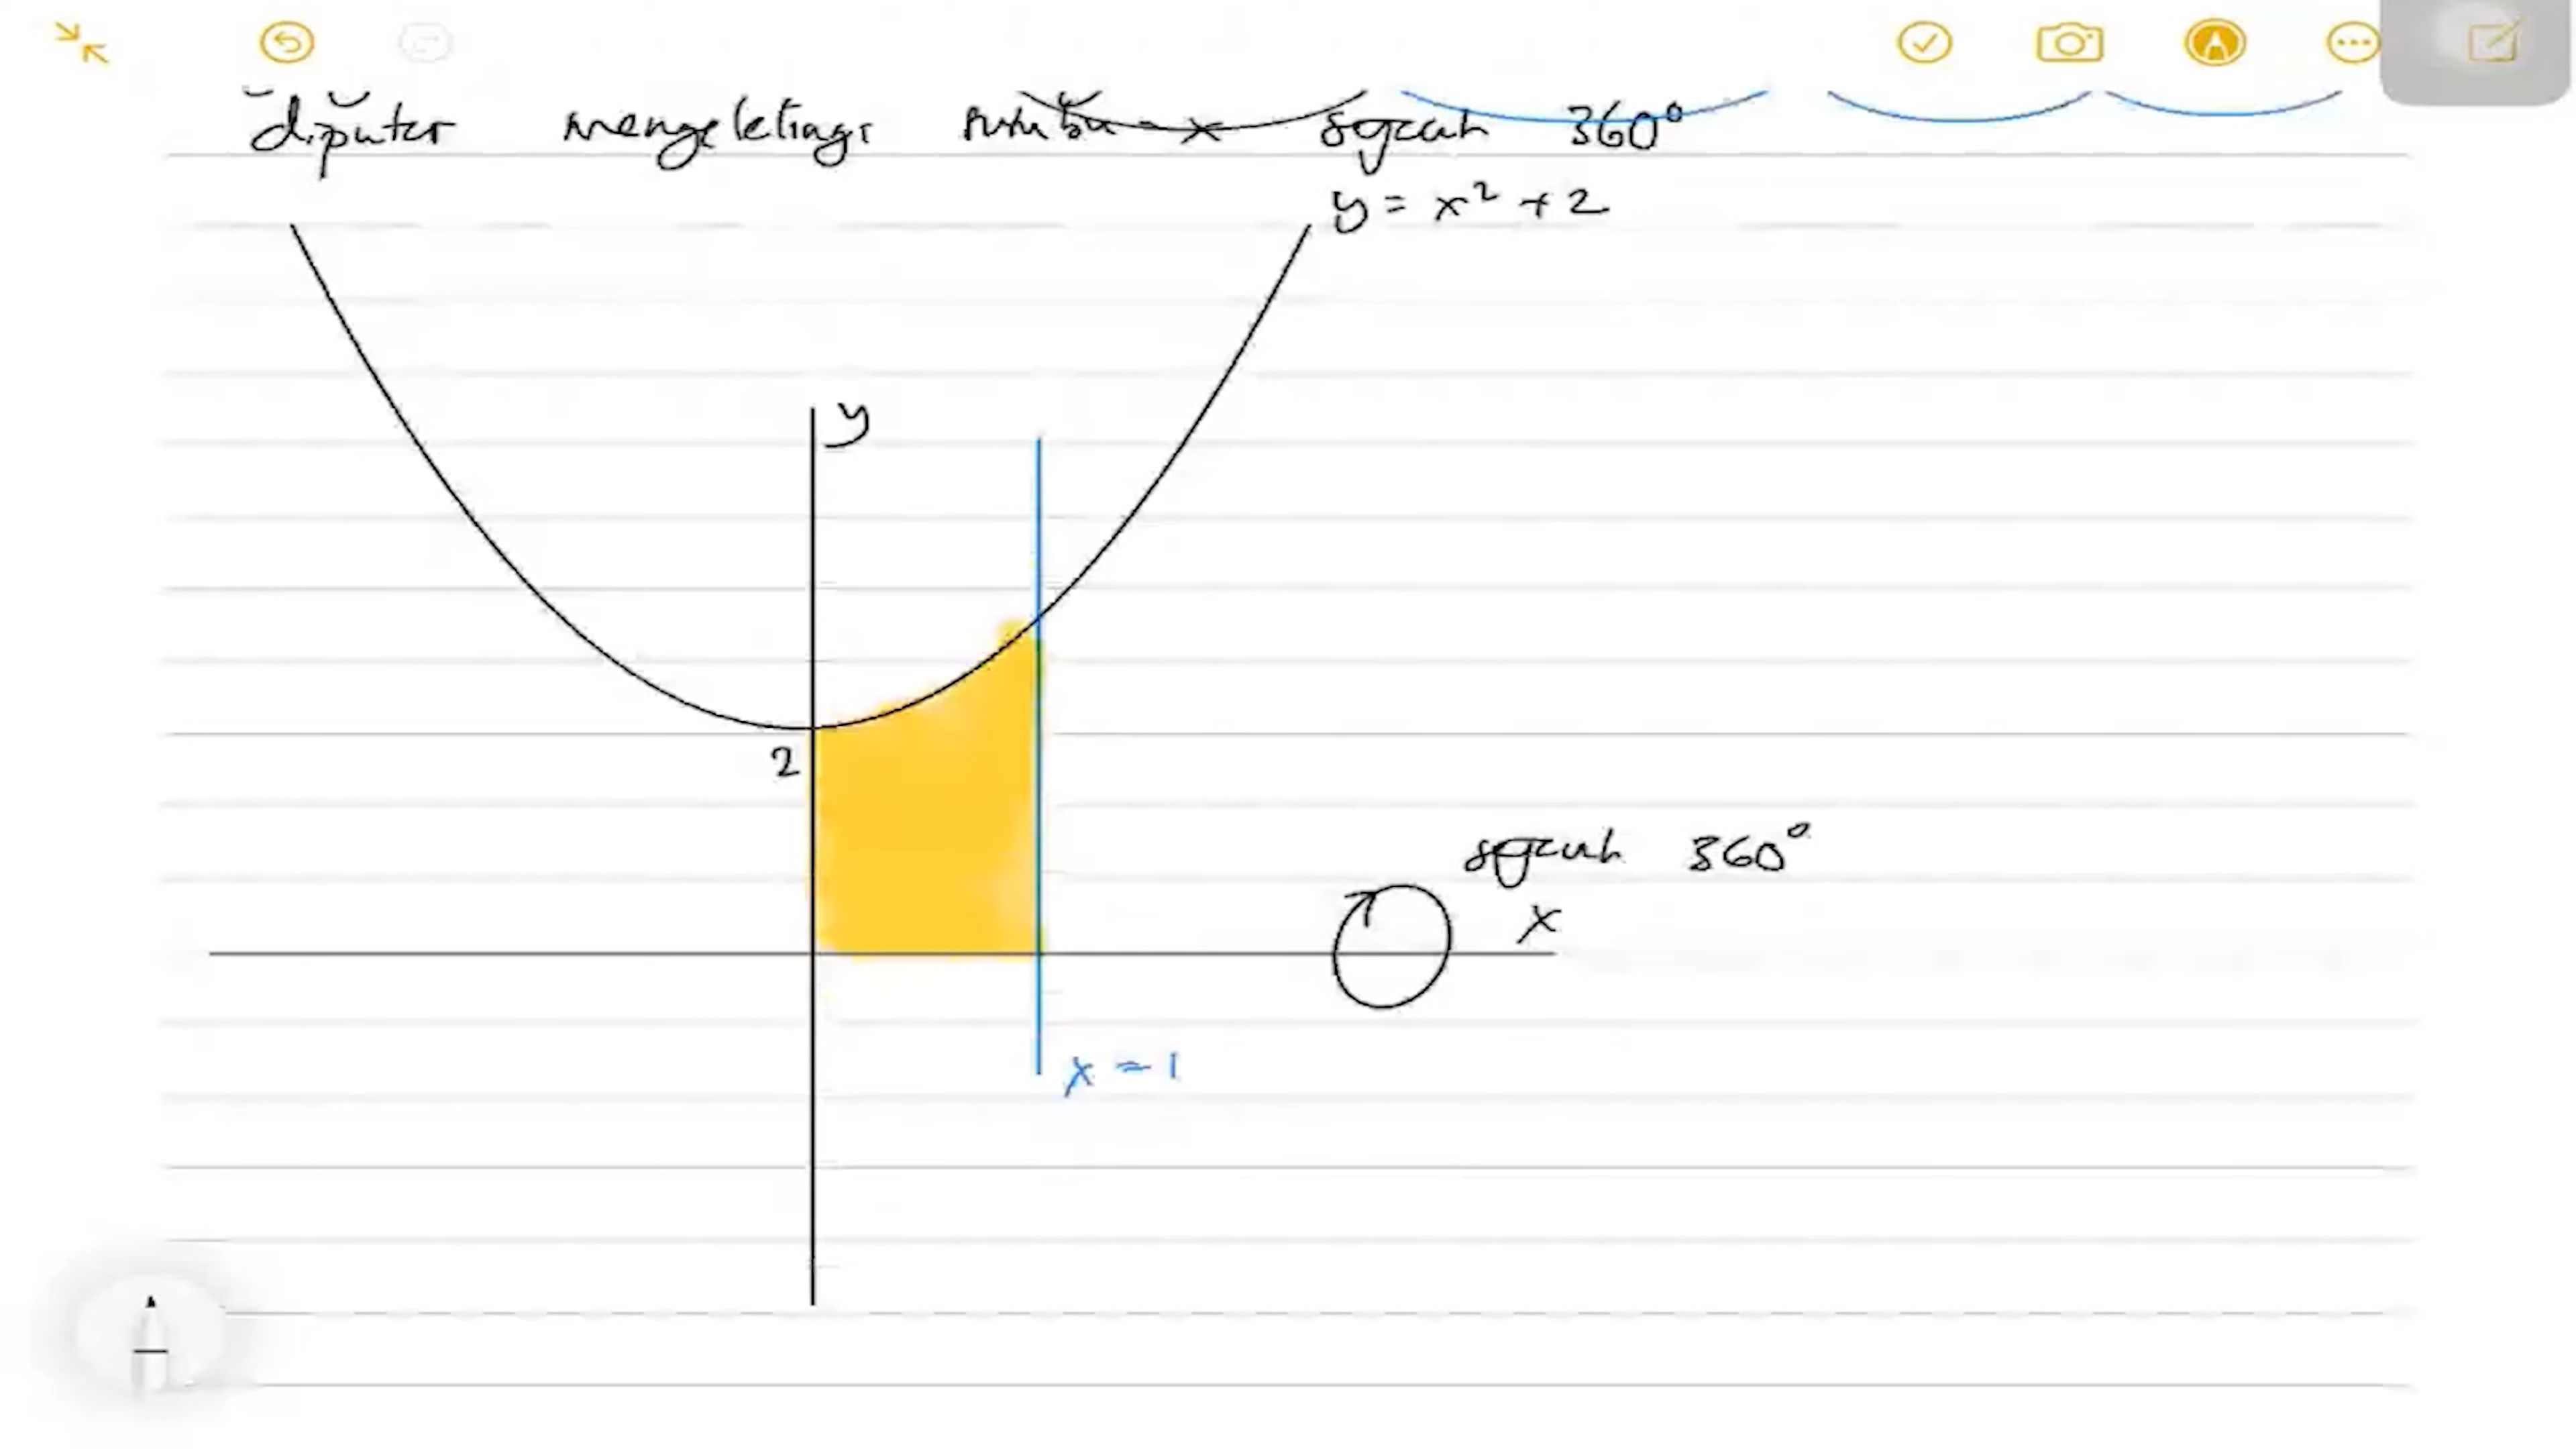 diputar mengelilingi sumbu - x sejauh 360°
y = x² + 2
y
2
sejauh 360°
x
x = 1